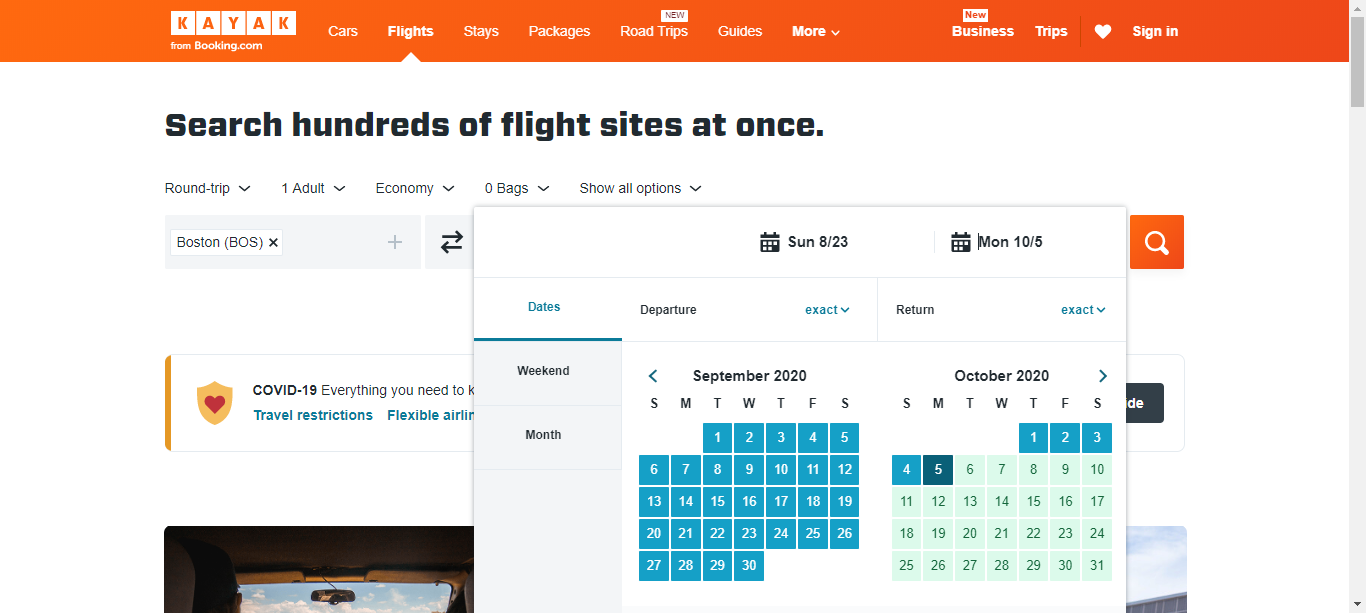 KAYAK
from Booking.com
Cars
Flights
Stays
Packages
NEW
Road Trips
Guides
More
New
Business
Trips
Sign in
Search hundreds of flight sites at once.
Round-trip
1 Adult
Economy
0 Bags
Show all options
Boston (BOS) ×
Sun 8/23
Mon 10/5
Dates
Departure
exact
Return
exact
Weekend
Month
COVID-19 Everything you need to
Travel restrictions
Flexible
September 2020
S M T W T F S
1 2 3 4 5
6 7 8 9 10 11 12
13 14 15 16 17 18 19
20 21 22 23 24 25 26
27 28 29 30
October 2020
S M T W T F S
1 2 3
4 5 6 7 8 9 10
11 12 13 14 15 16 17
18 19 20 21 22 23 24
25 26 27 28 29 30 31